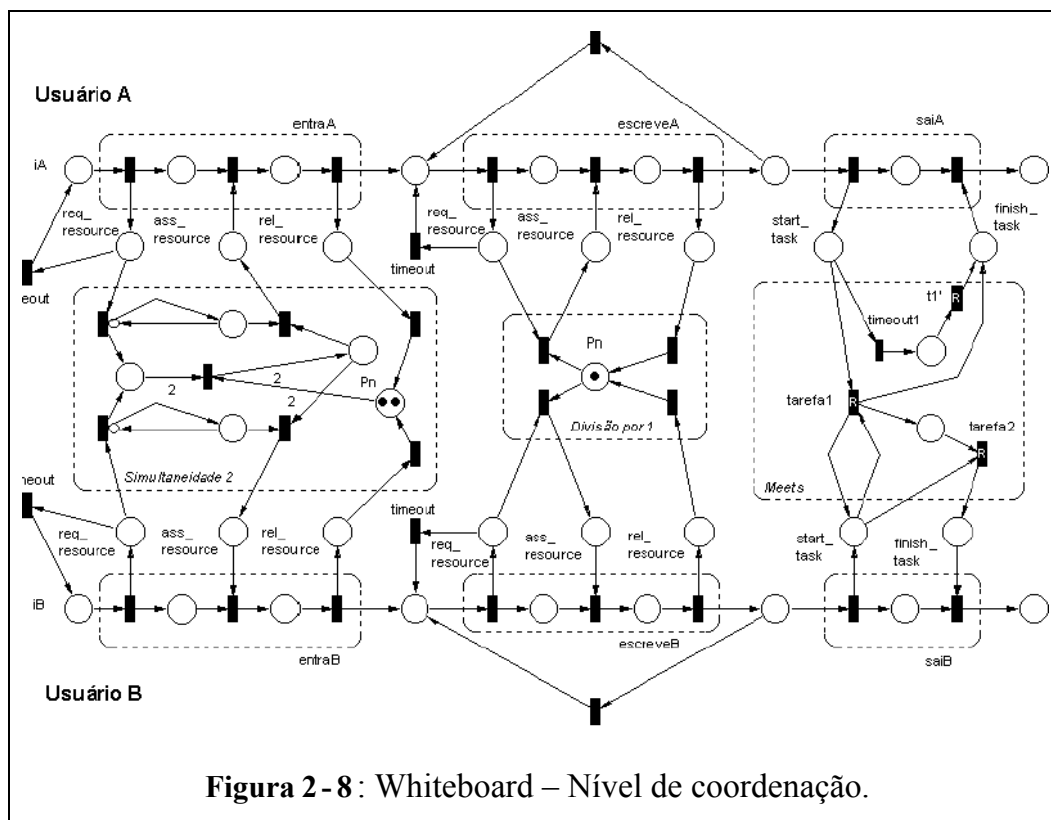 Usuário A
entraA
escreveA
saiA
iA
req_
resource
ass_
resource
rel_
resource
req_
resource
ass_
resource
rel_
resource
start_
task
finish_
task
eout
timeout
t1'
timeout1
Pn
2
2
2
Pn
tarefa1
R
R
tarefa2
R
Simultaneidade 2
Divisão por 1
Meets
neout
timeout
req_
resource
ass_
resource
rel_
resource
req_
resource
ass_
resource
rel_
resource
start_
task
finish_
task
iB
entraB
escreveB
saiB
Usuário B
Figura 2-8: Whiteboard – Nível de coordenação.